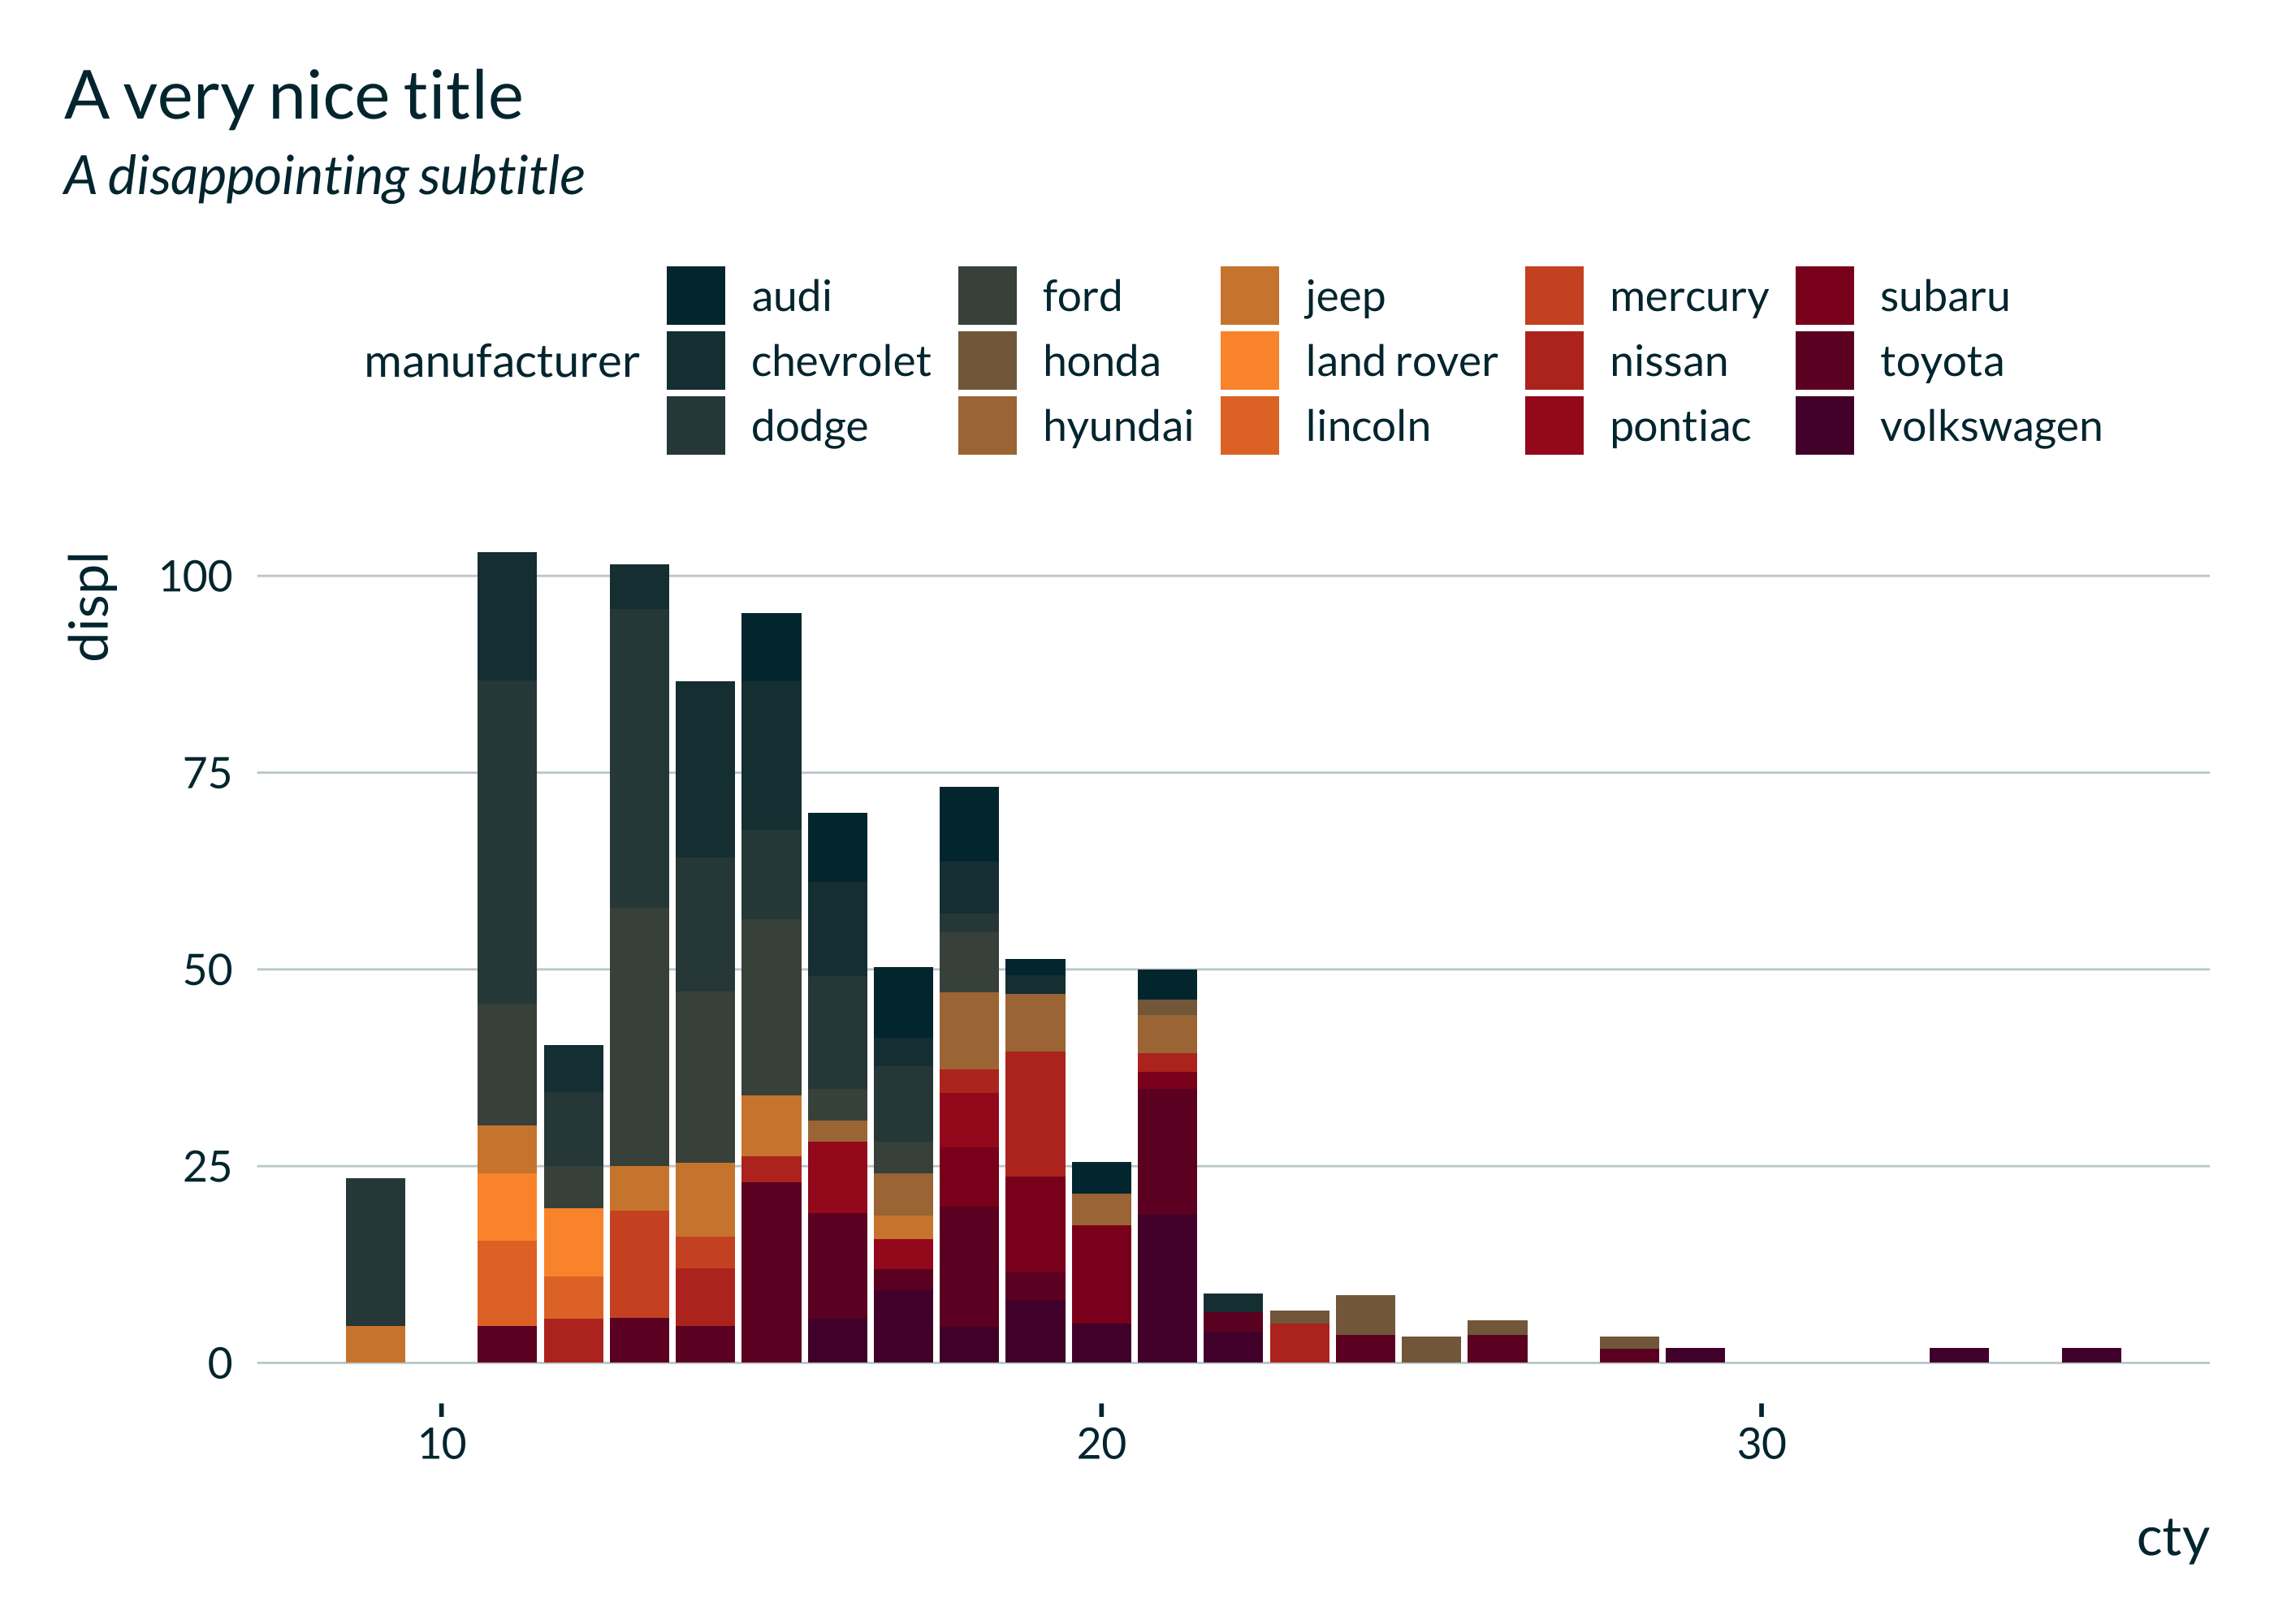 A very nice title
A disappointing subtitle
manufacturer
audi
chevrolet
dodge
ford
honda
hyundai
jeep
land rover
lincoln
mercury
nissan
pontiac
subaru
toyota
volkswagen
displ
100
75
50
25
0
10
20
30
cty